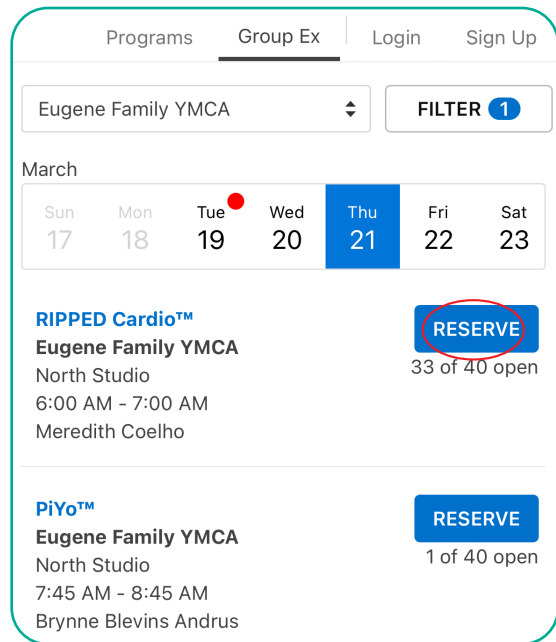 Programs Group Ex Login Sign Up
Eugene Family YMCA FILTER 1
March
Sun Mon Tue Wed Thu Fri Sat
17 18 19 20 21 22 23
RIPPED Cardio™ RESERVE
Eugene Family YMCA
33 of 40 open
North Studio
6:00 AM - 7:00 AM
Meredith Coelho
PiYo™ RESERVE
Eugene Family YMCA
1 of 40 open
North Studio
7:45 AM - 8:45 AM
Brynne Blevins Andrus